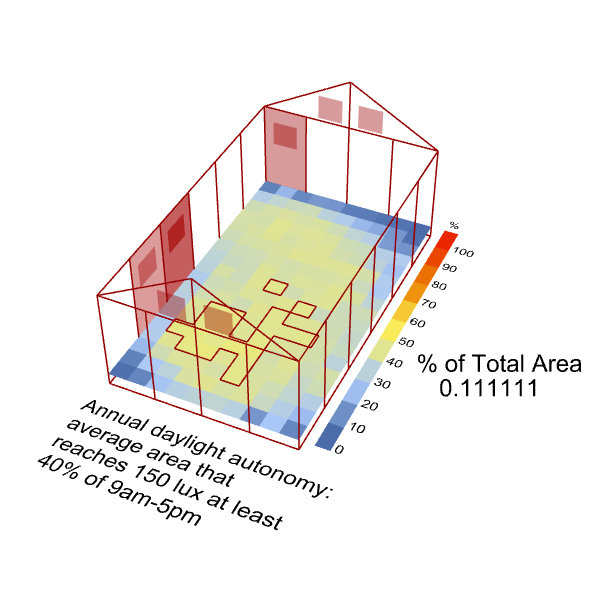 %
100
90
80
70
60
50
40
30
20
10
0
% of Total Area
0.111111
Annual daylight autonomy:
average area that
reaches 150 lux at least
40% of 9am-5pm